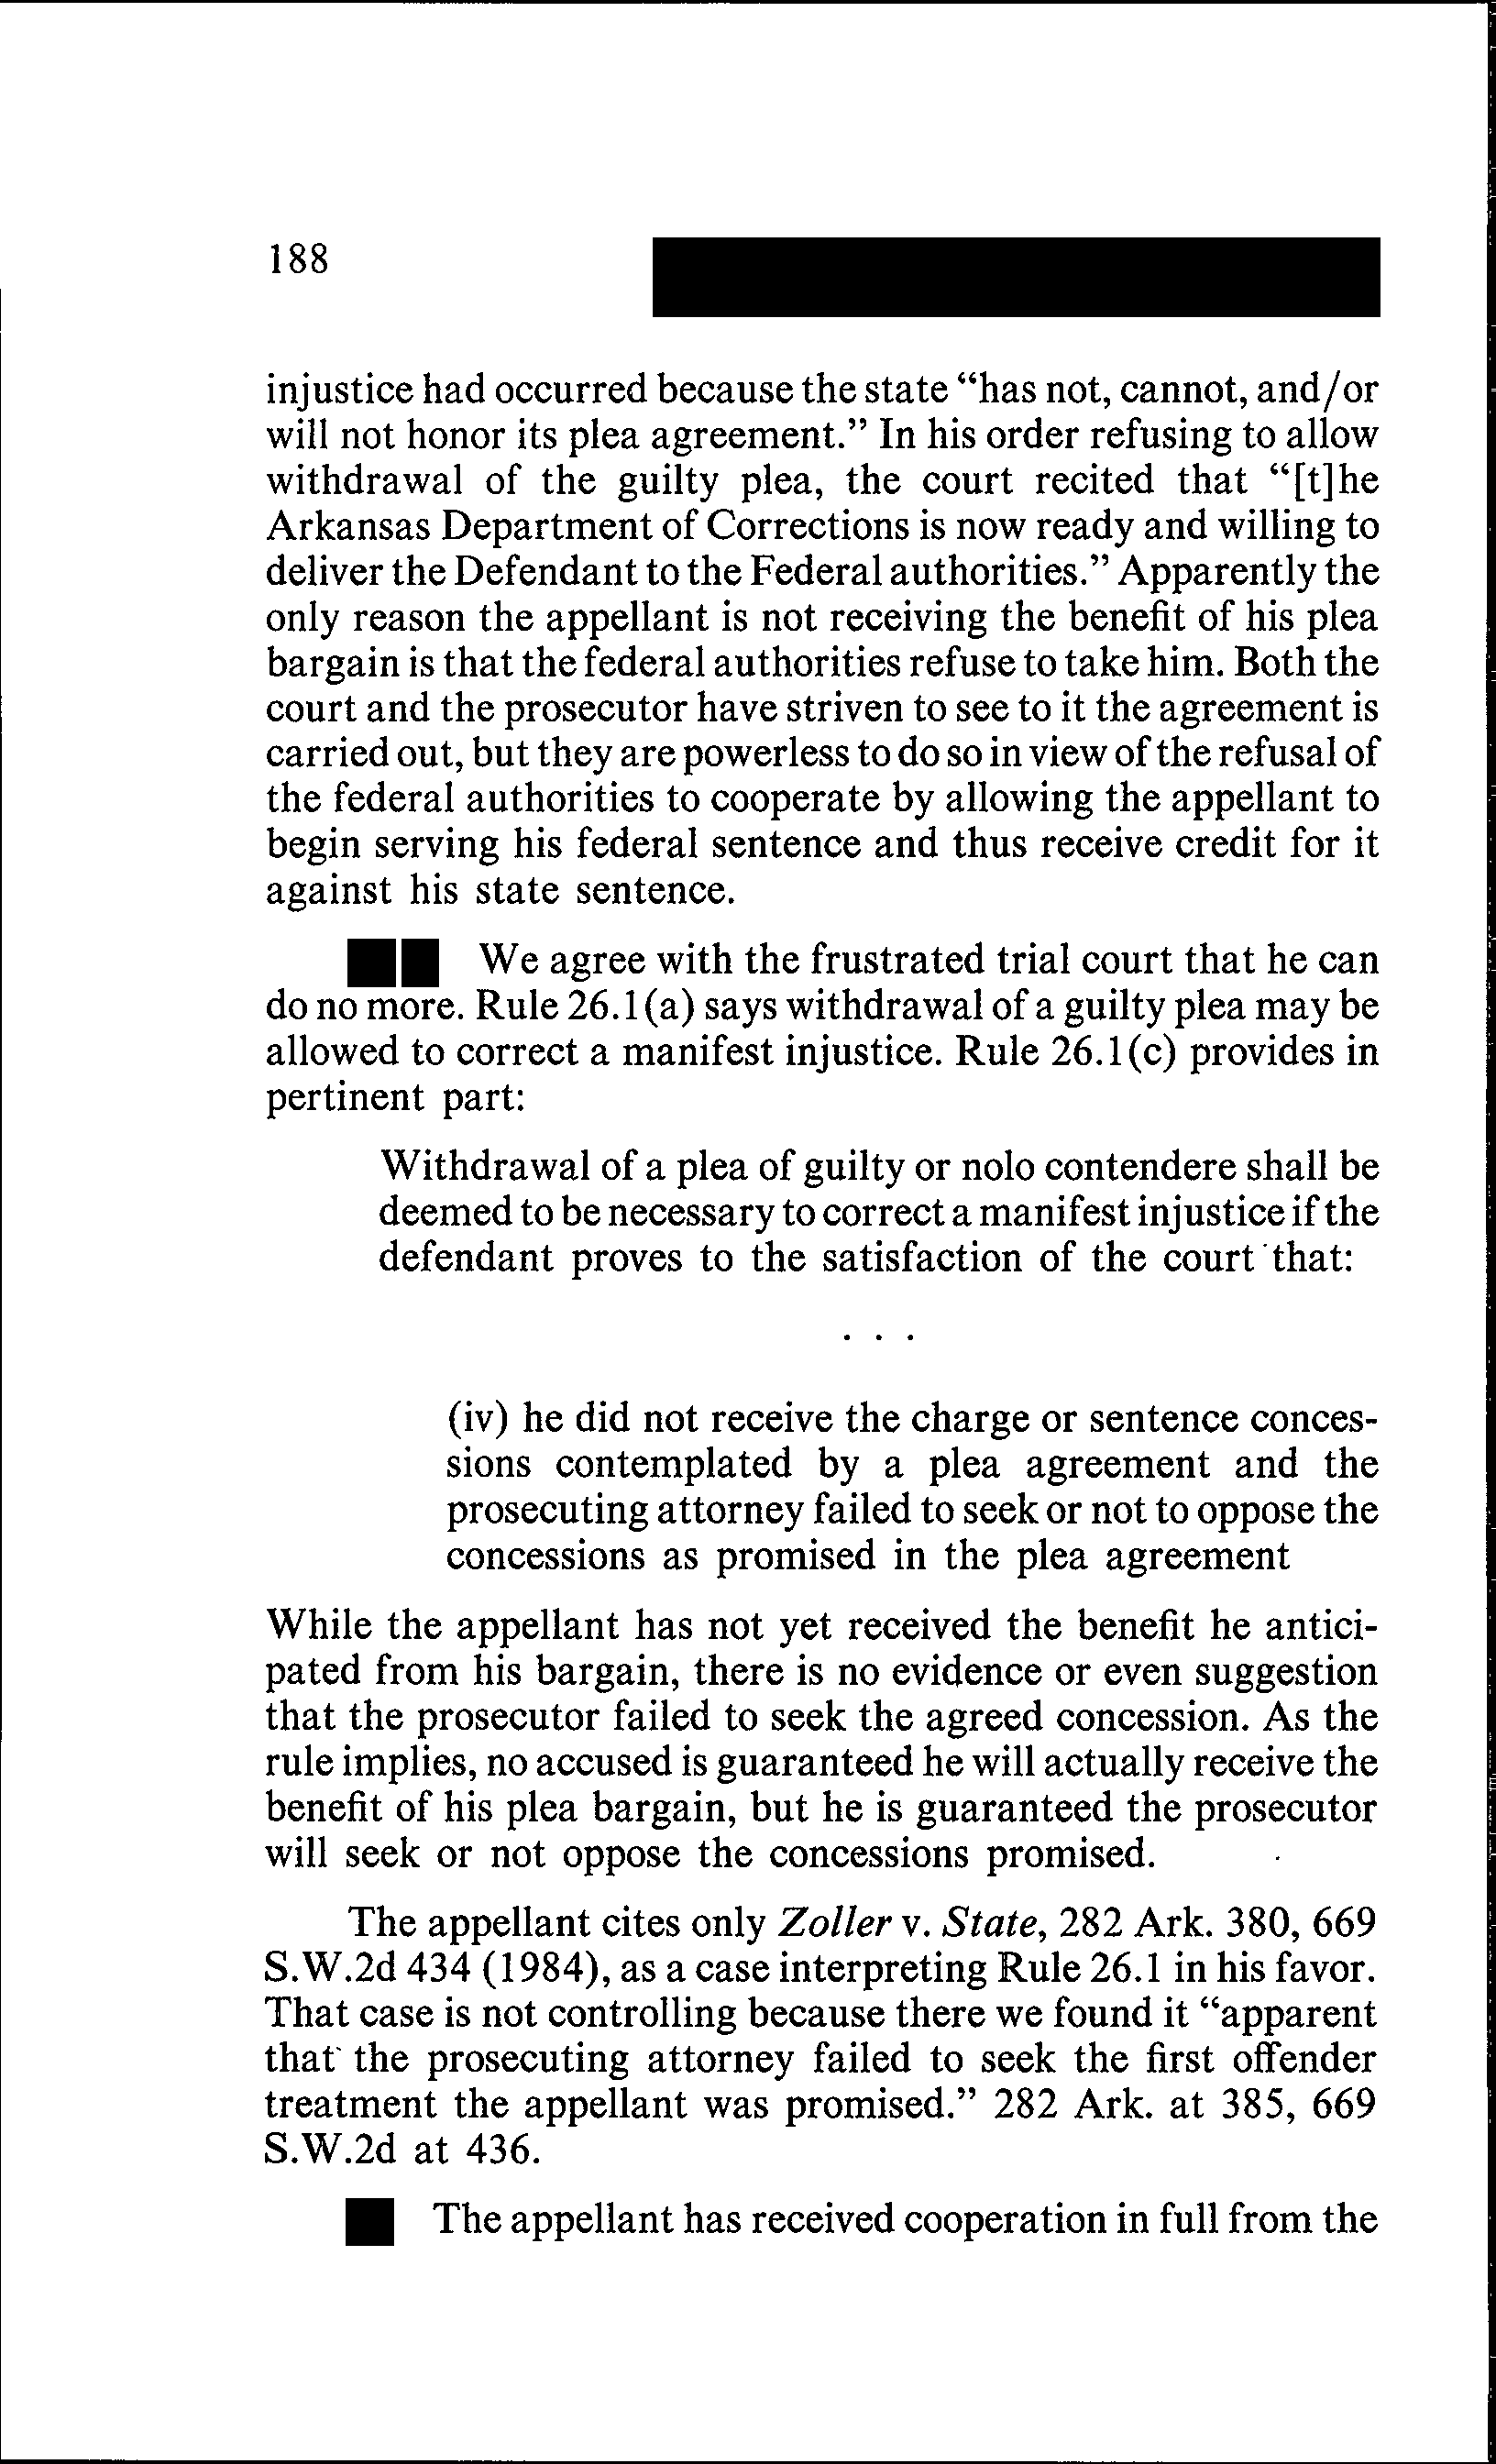 188
injustice had occurred because the state “has not, cannot, and/or
will not honor its plea agreement.” In his order refusing to allow
withdrawal of the guilty plea, the court recited that “[t]he
Arkansas Department of Corrections is now ready and willing to
deliver the Defendant to the Federal authorities.” Apparently the
only reason the appellant is not receiving the benefit of his plea
bargain is that the federal authorities refuse to take him. Both the
court and the prosecutor have striven to see to it the agreement is
carried out, but they are powerless to do so in view of the refusal of
the federal authorities to cooperate by allowing the appellant to
begin serving his federal sentence and thus receive credit for it
against his state sentence.
We agree with the frustrated trial court that he can
do no more. Rule 26.1(a) says withdrawal of a guilty plea may be
allowed to correct a manifest injustice. Rule 26.1(c) provides in
pertinent part:
Withdrawal of a plea of guilty or nolo contendere shall be
deemed to be necessary to correct a manifest injustice if the
defendant proves to the satisfaction of the court that:
. . .
(iv) he did not receive the charge or sentence conces-
sions contemplated by a plea agreement and the
prosecuting attorney failed to seek or not to oppose the
concessions as promised in the plea agreement
While the appellant has not yet received the benefit he antici-
pated from his bargain, there is no evidence or even suggestion
that the prosecutor failed to seek the agreed concession. As the
rule implies, no accused is guaranteed he will actually receive the
benefit of his plea bargain, but he is guaranteed the prosecutor
will seek or not oppose the concessions promised.
The appellant cites only Zoller v. State, 282 Ark. 380, 669
S.W.2d 434 (1984), as a case interpreting Rule 26.1 in his favor.
That case is not controlling because there we found it “apparent
that the prosecuting attorney failed to seek the first offender
treatment the appellant was promised.” 282 Ark. at 385, 669
S.W.2d at 436.
The appellant has received cooperation in full from the